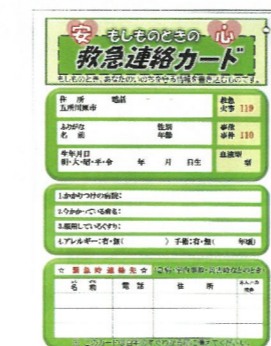 安 もしものときの 心
救急連絡カード
もしものとき、あなたのいのちを守る情報を書き込むものです。
住 所 電話
五所川原市
救急
火事 119
ふりがな 性別
名 前 年齢
事故
事件 110
生年月日
明・大・昭・平・令 年 月 日生
血液型
型
1.かかりつけの病院:
2.今かかっている病名:
3.服用しているくすり:
4.アレルギー:有・無( ) 手術:有・無( 年頃)
☆ 緊急時連絡先 ☆
名 前 電 話 住 所